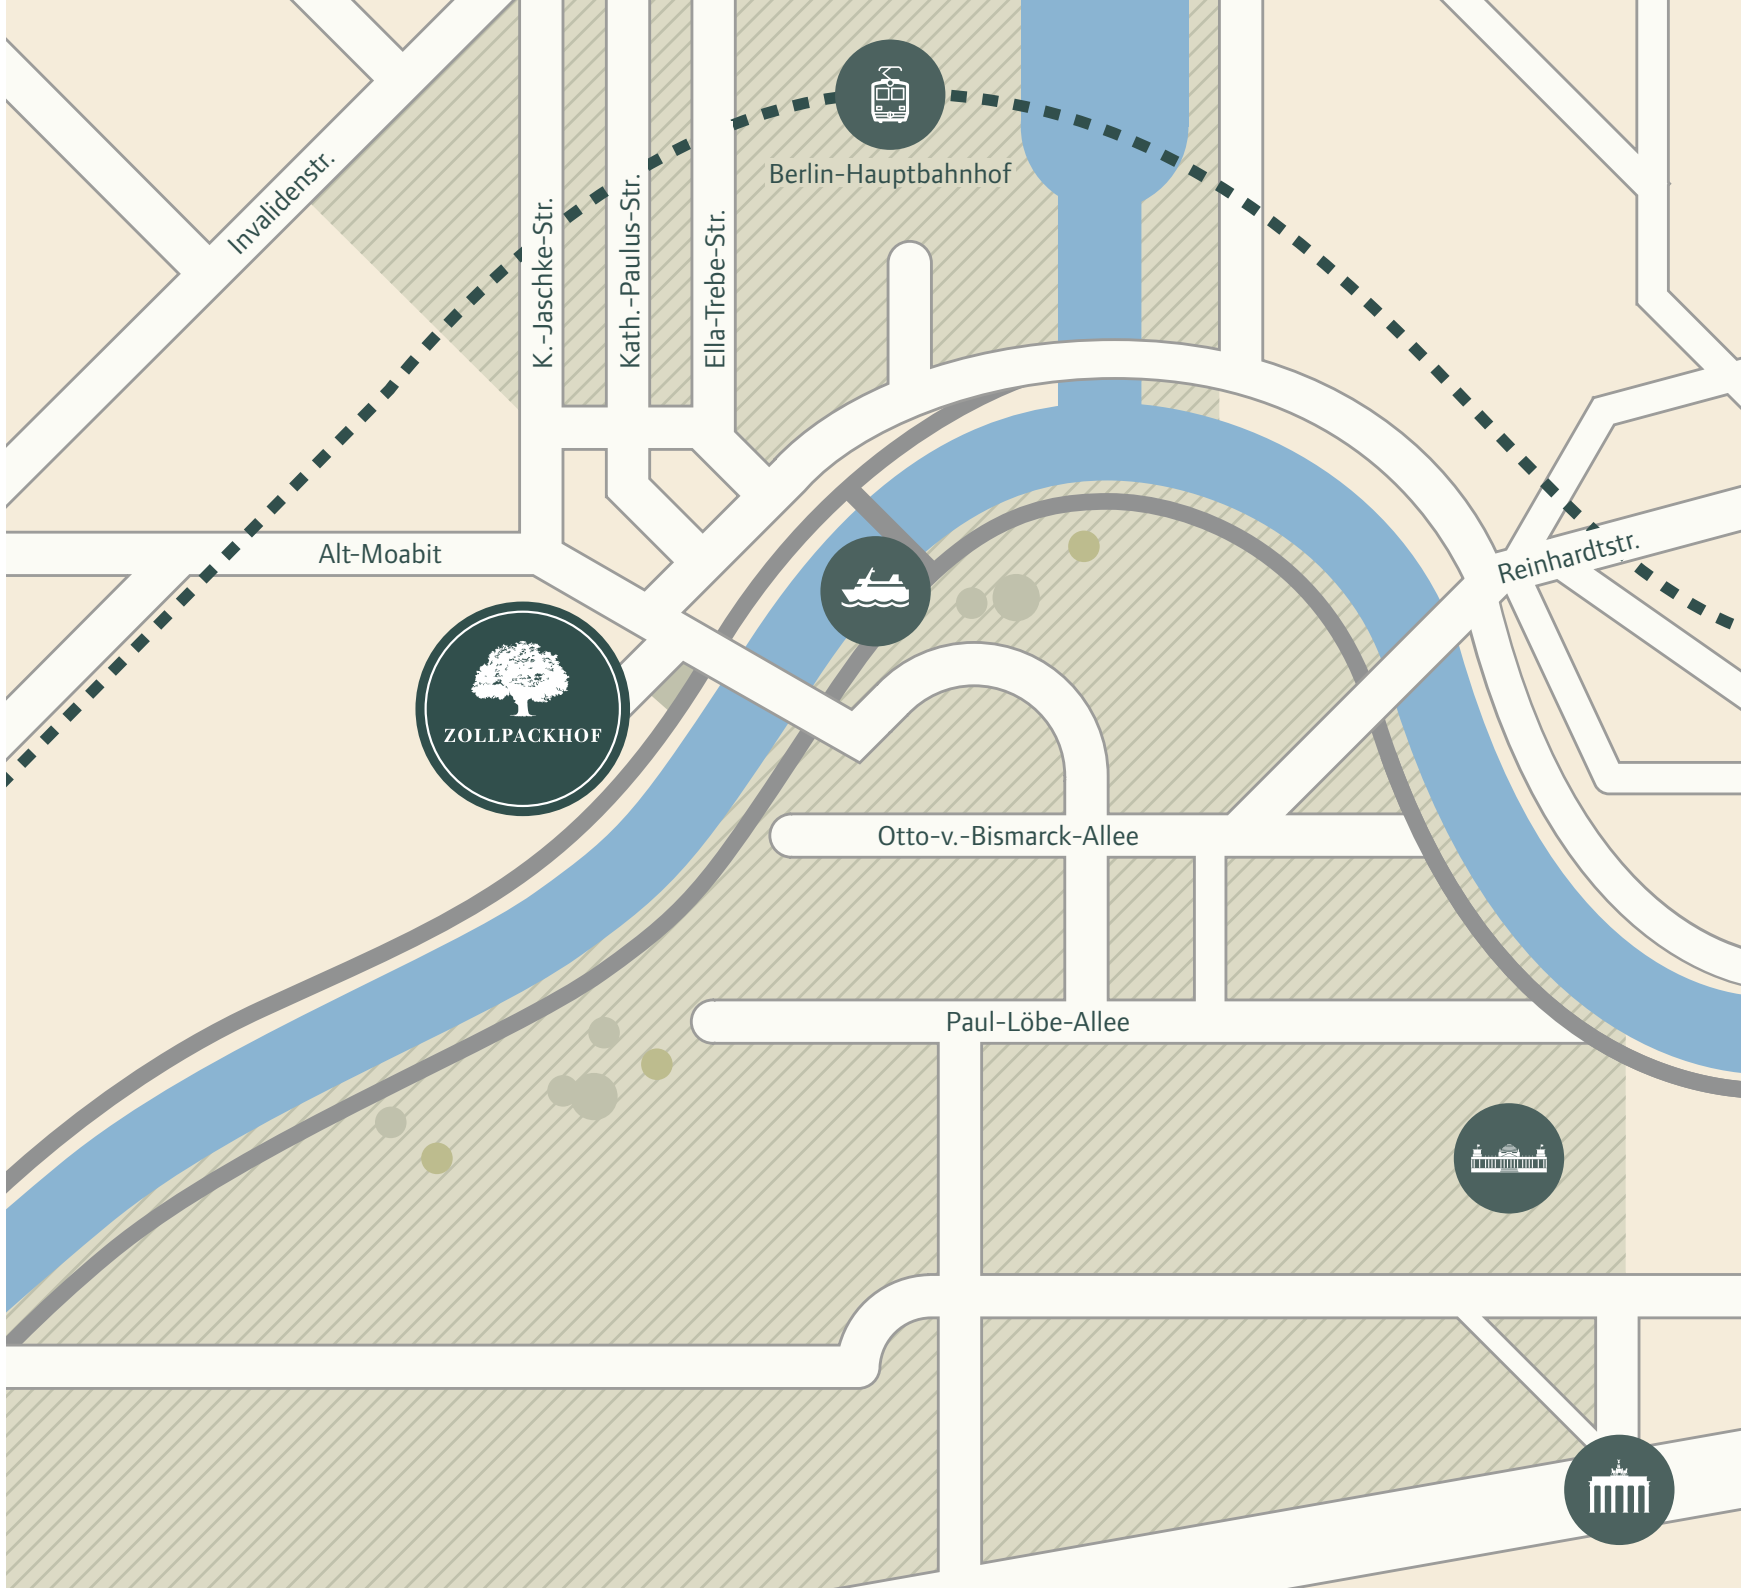 Berlin-Hauptbahnhof
Invalidenstr.
K.-Jaschke-Str.
Kath.-Paulus-Str.
Ella-Trebe-Str.
Alt-Moabit
Reinhardtstr.
ZOLLPACKHOF
Otto-v.-Bismarck-Allee
Paul-Löbe-Allee